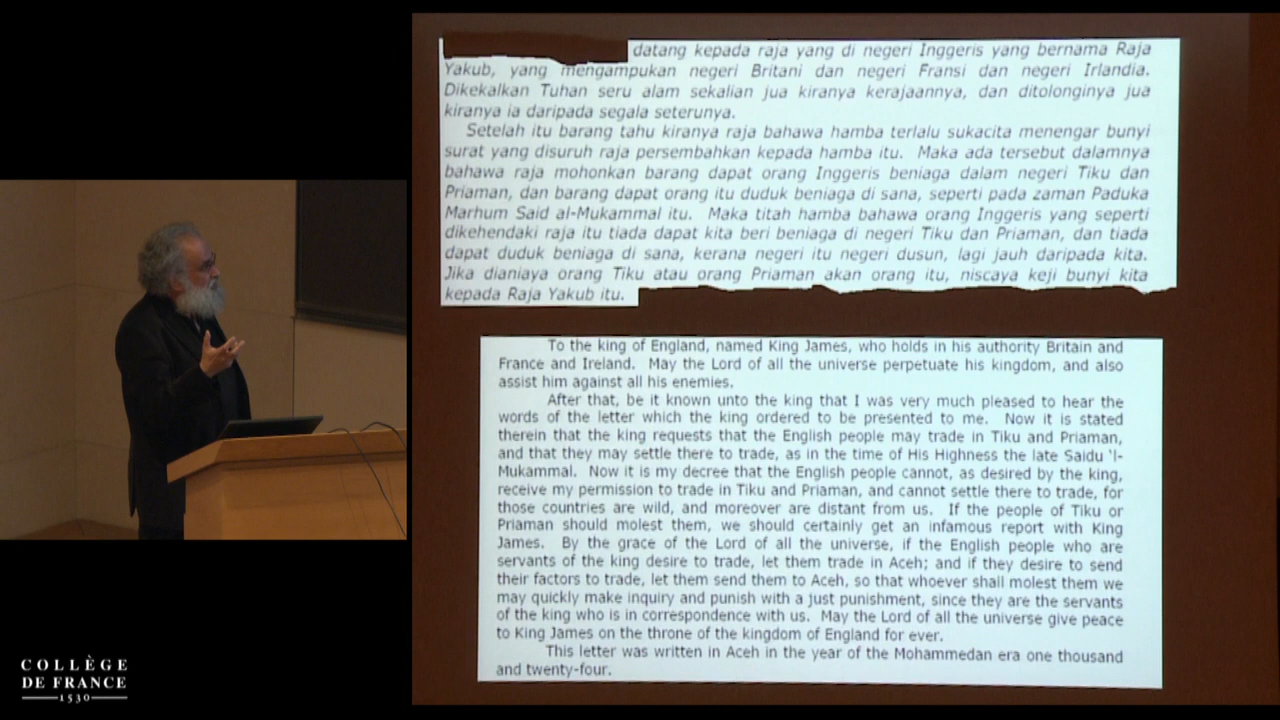 datang kepada raja yang di negeri Inggeris yang bernama Raja
Yakub, yang mengampukan negeri Britani dan negeri Fransi dan negeri Irlandia.
Dikekalkan Tuhan seru alam sekalian jua kiranya kerajaannya, dan ditolonginya jua
kiranya ia daripada segala seterunya.
Setelah itu barang tahu kiranya raja bahawa hamba terlalu sukacita menengar bunyi
surat yang disuruh raja persembahkan kepada hamba itu. Maka ada tersebut dalamnya
bahawa raja mohonkan barang dapat orang Inggeris beniaga dalam negeri Tiku dan
Priaman, dan barang dapat orang itu duduk beniaga di sana, seperti pada zaman Paduka
Marhum Said al-Mukammal itu. Maka titah hamba bahawa orang Inggeris yang seperti
dikehendaki raja itu tiada dapat kita beri beniaga di negeri Tiku dan Priaman, dan tiada
dapat duduk beniaga di sana, kerana negeri itu negeri dusun, lagi jauh daripada kita.
Jika dianiaya orang Tiku atau orang Priaman akan orang itu, niscaya keji bunyi kita
kepada Raja Yakub itu.
To the king of England, named King James, who holds in his authority Britain and
France and Ireland. May the Lord of all the universe perpetuate his kingdom, and also
assist him against all his enemies.
After that, be it known unto the king that I was very much pleased to hear the
words of the letter which the king ordered to be presented to me. Now it is stated
therein that the king requests that the English people may trade in Tiku and Priaman,
and that they may settle there to trade, as in the time of His Highness the late Saidu 'l-
Mukammal. Now it is my decree that the English people cannot, as desired by the king,
receive my permission to trade in Tiku and Priaman, and cannot settle there to trade, for
those countries are wild, and moreover are distant from us. If the people of Tiku or
Priaman should molest them, we should certainly get an infamous report with King
James. By the grace of the Lord of all the universe, if the English people who are
servants of the king desire to trade, let them trade in Aceh; and if they desire to send
their factors to trade, let them send them to Aceh, so that whoever shall molest them we
may quickly make inquiry and punish with a just punishment, since they are the servants
of the king who is in correspondence with us. May the Lord of all the universe give peace
to King James on the throne of the kingdom of England for ever.
This letter was written in Aceh in the year of the Mohammedan era one thousand
and twenty-four.
COLLÈGE
DE FRANCE
1530